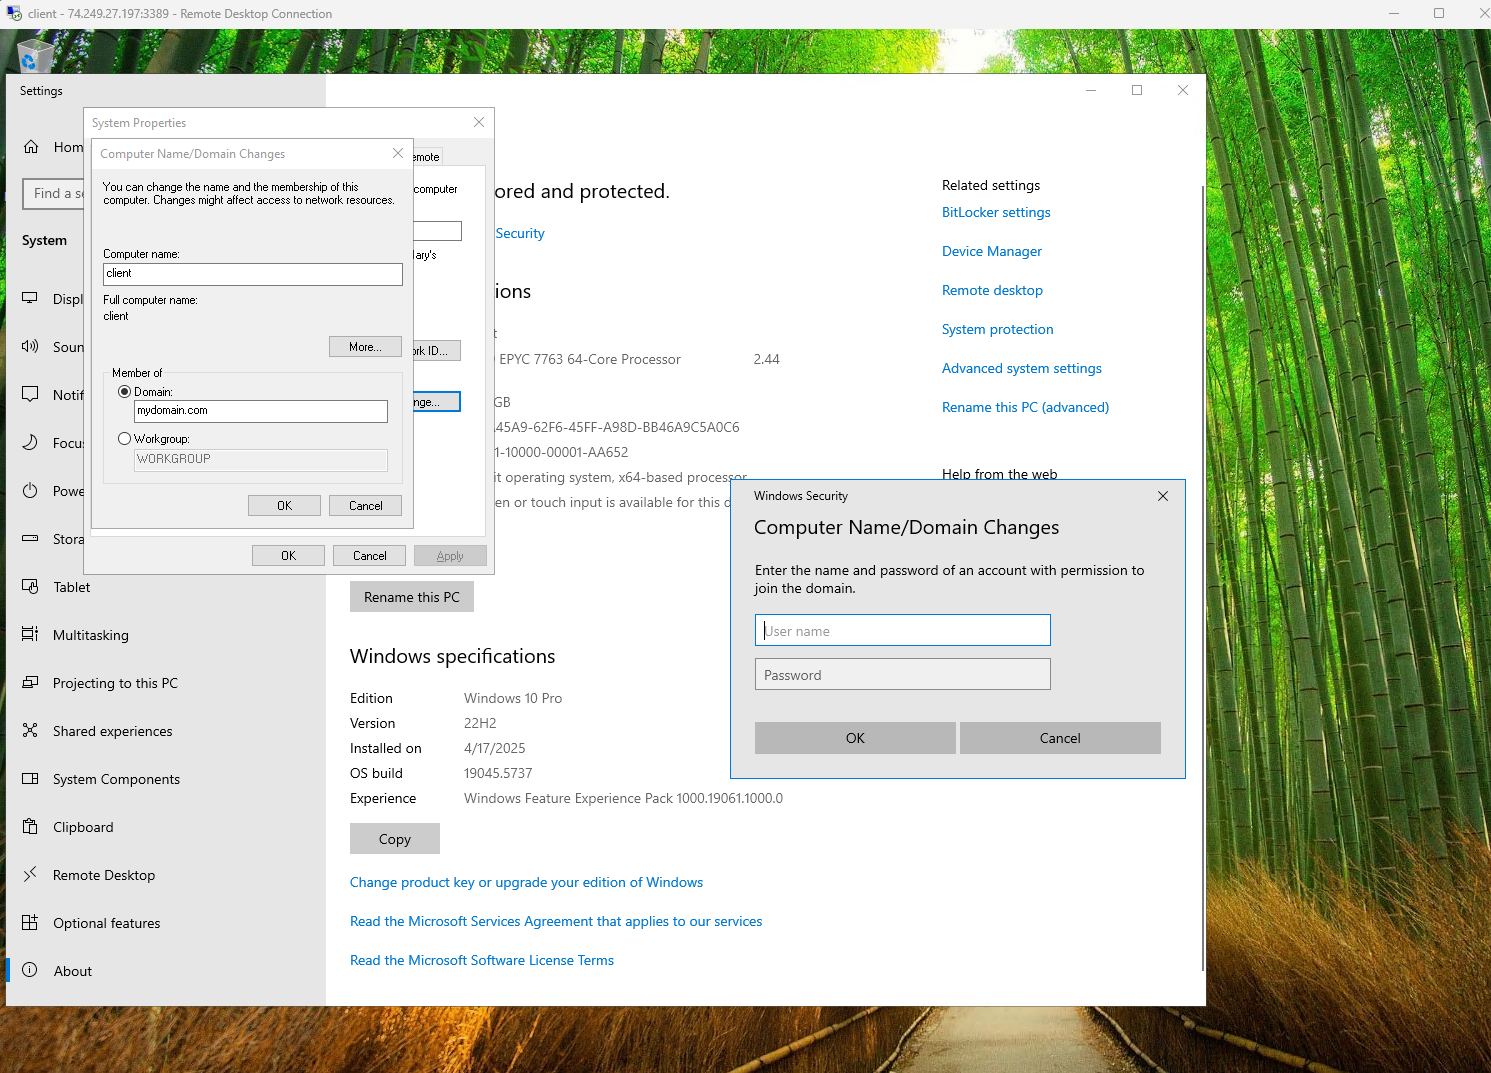 client - 74.249.27.197:3389 - Remote Desktop Connection
Settings
System Properties
Computer Name/Domain Changes
emote
You can change the name and the membership of this
computer. Changes might affect access to network resources.
computer
Computer name:
client
Full computer name:
client
More...
Member of
Domain:
mydomain.com
Workgroup:
WORKGROUP
OK
Cancel
OK
Cancel
Apply
Hom
Find a se
System
Displ
Soun
Notif
Focu
Powe
Stora
Tablet
Multitasking
Projecting to this PC
Shared experiences
System Components
Clipboard
Remote Desktop
Optional features
About
ored and protected.
Security
ary's
ions
t
EPYC 7763 64-Core Processor 2.44
ork ID...
nge...
GB
45A9-62F6-45FF-A98D-BB46A9C5A0C6
1-10000-00001-AA652
it operating system, x64-based processor
en or touch input is available for this d
Rename this PC
Windows specifications
Edition Windows 10 Pro
Version 22H2
Installed on 4/17/2025
OS build 19045.5737
Experience Windows Feature Experience Pack 1000.19061.1000.0
Copy
Change product key or upgrade your edition of Windows
Read the Microsoft Services Agreement that applies to our services
Read the Microsoft Software License Terms
Related settings
BitLocker settings
Device Manager
Remote desktop
System protection
Advanced system settings
Rename this PC (advanced)
Help from the web
Windows Security
Computer Name/Domain Changes
Enter the name and password of an account with permission to
join the domain.
User name
Password
OK
Cancel